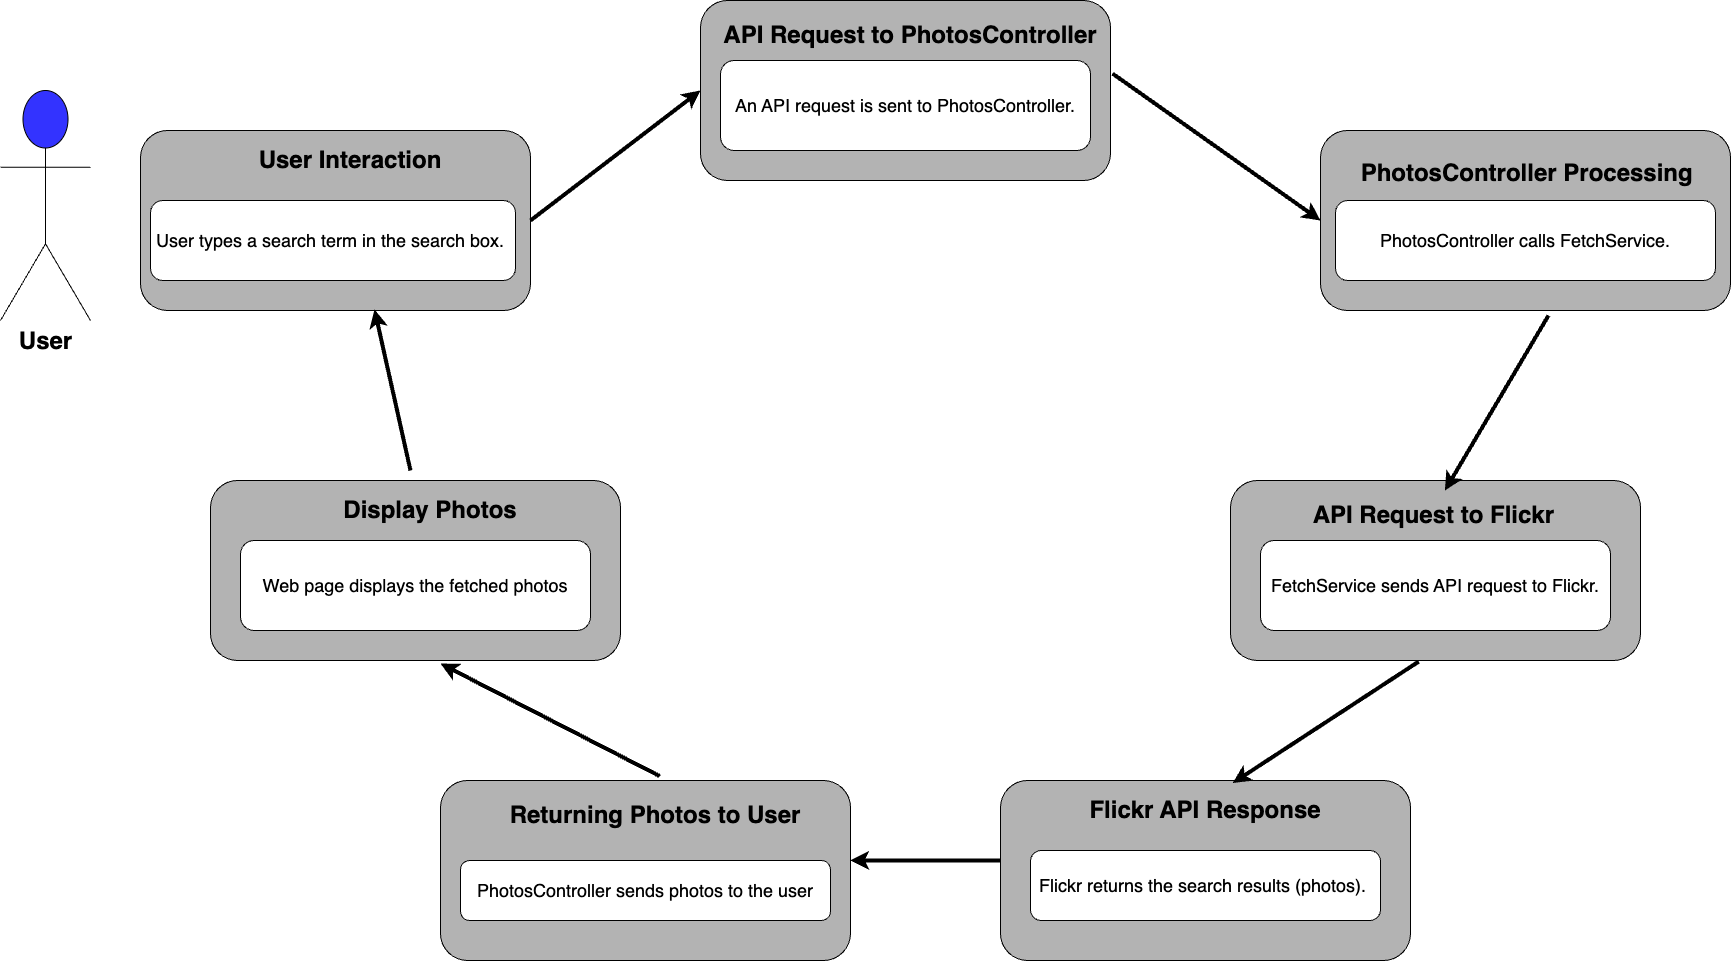 User
User Interaction
User types a search term in the search box.
API Request to PhotosController
An API request is sent to PhotosController.
PhotosController Processing
PhotosController calls FetchService.
API Request to Flickr
FetchService sends API request to Flickr.
Flickr API Response
Flickr returns the search results (photos).
Returning Photos to User
PhotosController sends photos to the user
Display Photos
Web page displays the fetched photos